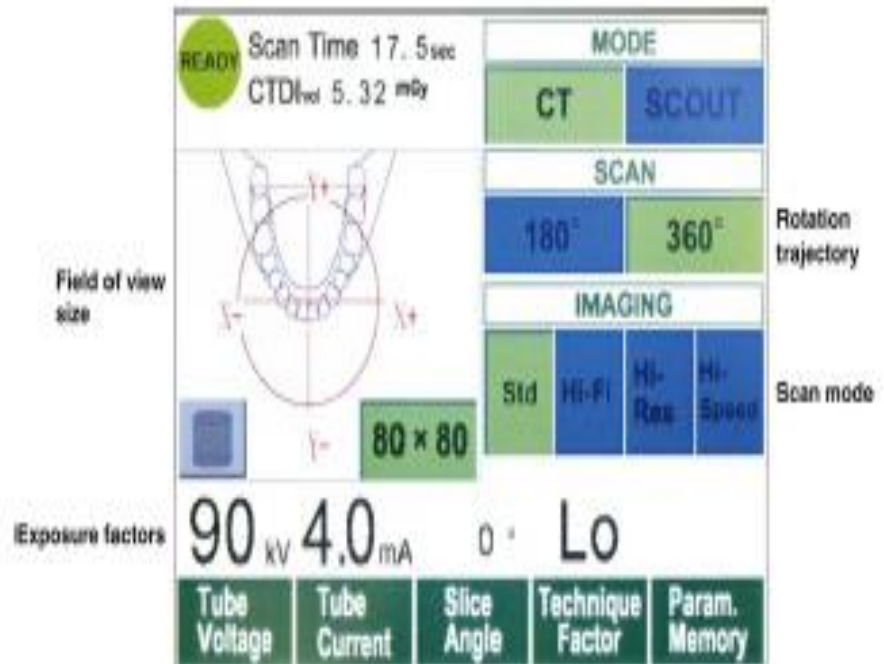 READY
Scan Time 17.5sec
CTDIvol 5.32 mGy
MODE
CT
SCOUT
SCAN
180°
360°
Rotation
trajectory
Y+
X-
X+
Y-
Field of view
size
80 × 80
IMAGING
Std
Hi-Fi
Hi-
Res
Hi-
Speed
Scan mode
Exposure factors
90 kV
4.0 mA
0 °
Lo
Tube
Voltage
Tube
Current
Slice
Angle
Technique
Factor
Param.
Memory